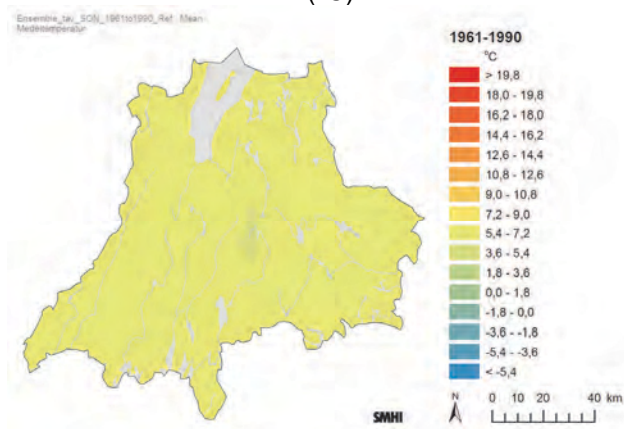 Ensemble_tav_SON_1961to1990_Ref Mean
Medeltemperatur
1961-1990
°C
> 19,8
18,0 - 19,8
16,2 - 18,0
14,4 - 16,2
12,6 - 14,4
10,8 - 12,6
9,0 - 10,8
7,2 - 9,0
5,4 - 7,2
3,6 - 5,4
1,8 - 3,6
0,0 - 1,8
-1,8 - 0,0
-3,6 - -1,8
-5,4 - -3,6
< -5,4
SMHI
N
0 10 20 30 40 km